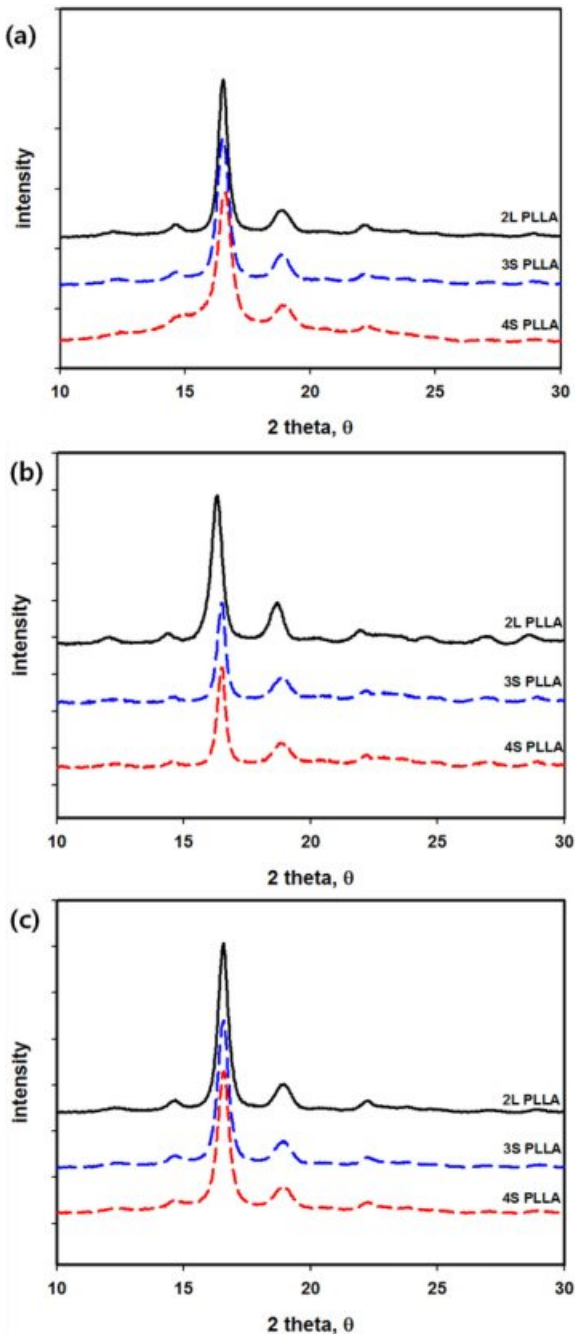 (a)
intensity
2L PLLA
3S PLLA
4S PLLA
10 15 20 25 30
2 theta, θ
(b)
intensity
2L PLLA
3S PLLA
4S PLLA
10 15 20 25 30
2 theta, θ
(c)
intensity
2L PLLA
3S PLLA
4S PLLA
10 15 20 25 30
2 theta, θ